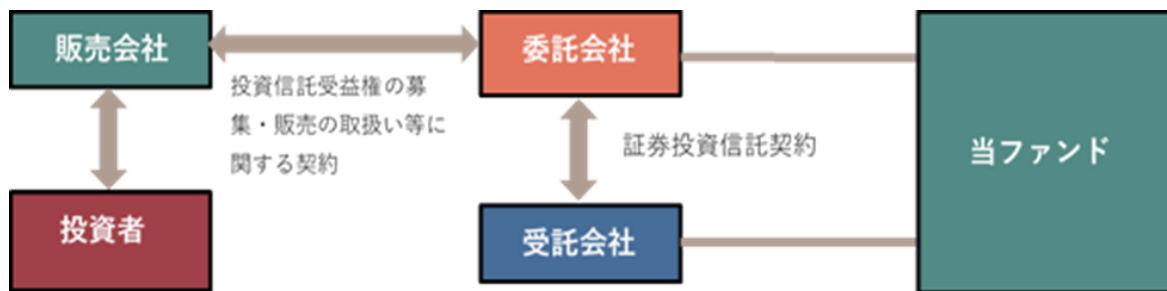 販売会社
委託会社
投資信託受益権の募
集・販売の取扱い等に
関する契約
証券投資信託契約
当ファンド
投資者
受託会社